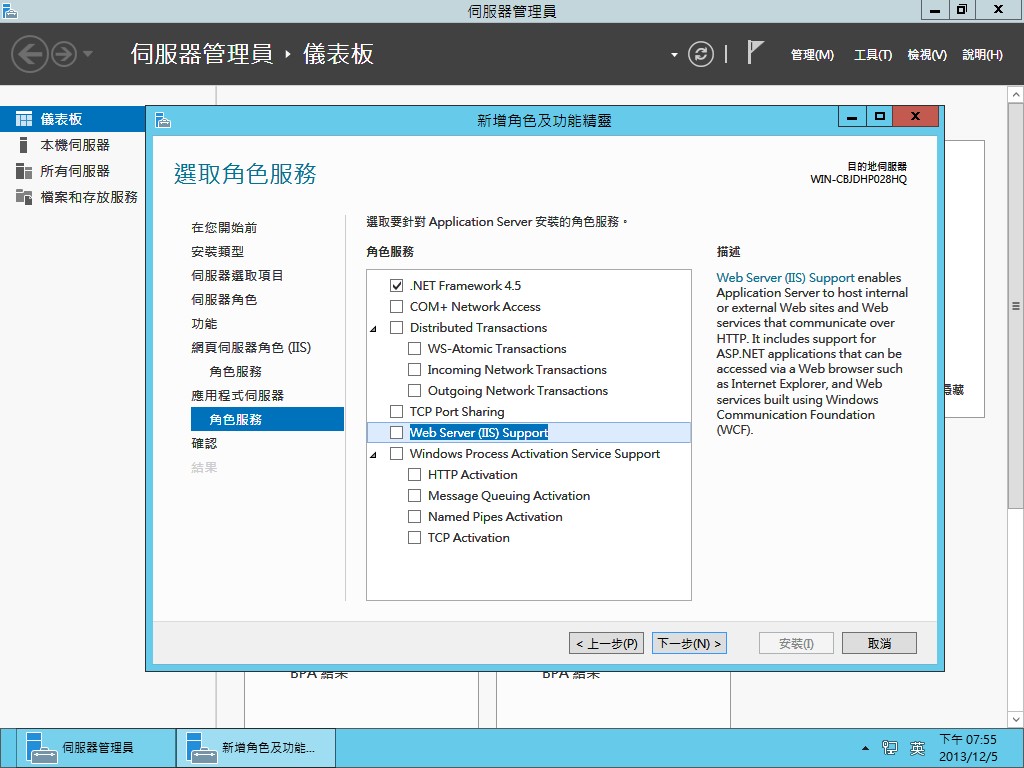 伺服器管理員
伺服器管理員 ‣ 儀表板
管理(M) 工具(T) 檢視(V) 說明(H)
儀表板
本機伺服器
所有伺服器
檔案和存放服務
新增角色及功能精靈
選取角色服務
目的地伺服器
WIN-CBJDHP028HQ
在您開始前
安裝類型
伺服器選取項目
伺服器角色
功能
網頁伺服器角色 (IIS)
角色服務
應用程式伺服器
角色服務
確認
結果
選取要針對 Application Server 安裝的角色服務。
角色服務
.NET Framework 4.5
COM+ Network Access
Distributed Transactions
WS-Atomic Transactions
Incoming Network Transactions
Outgoing Network Transactions
TCP Port Sharing
Web Server (IIS) Support
Windows Process Activation Service Support
HTTP Activation
Message Queuing Activation
Named Pipes Activation
TCP Activation
描述
Web Server (IIS) Support enables
Application Server to host internal
or external Web sites and Web
services that communicate over
HTTP. It includes support for
ASP.NET applications that can be
accessed via a Web browser such
as Internet Explorer, and Web
services built using Windows
Communication Foundation
(WCF).
隱藏
< 上一步(P) 下一步(N) > 安裝(I) 取消
BPA 結果 BPA 結果
伺服器管理員 新增角色及功能... 英 下午 07:55
2013/12/5